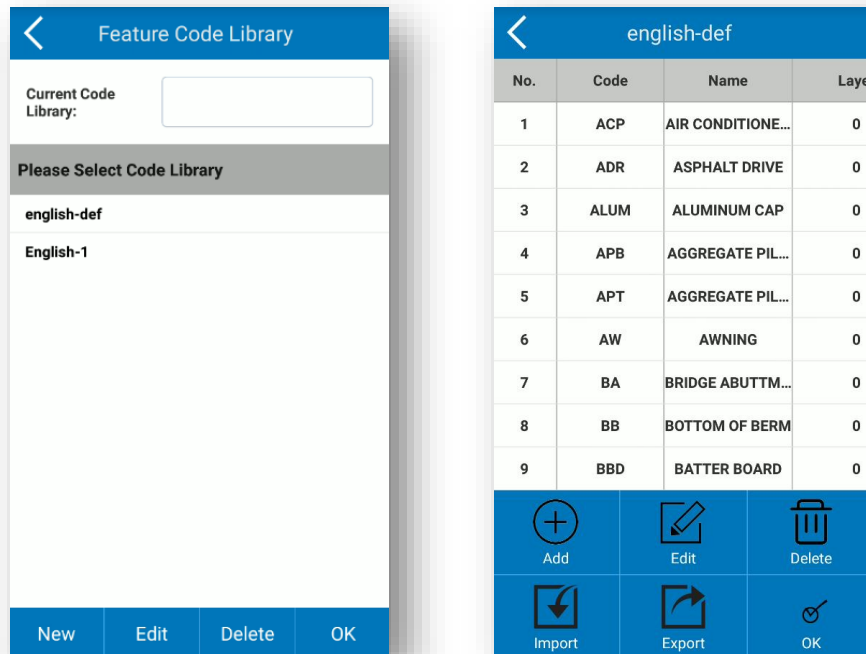 Feature Code Library
Current Code
Library:
Please Select Code Library
english-def
English-1
New Edit Delete OK
english-def
No. Code Name Laye
1 ACP AIR CONDITIONE...
2 ADR ASPHALT DRIVE 0
3 ALUM ALUMINUM CAP 0
4 APB AGGREGATE PIL... 0
5 APT AGGREGATE PIL... 0
6 AW AWNING 0
7 BA BRIDGE ABUTTM... 0
8 BB BOTTOM OF BERM 0
9 BBD BATTER BOARD 0
Add Edit Delete
Import Export OK